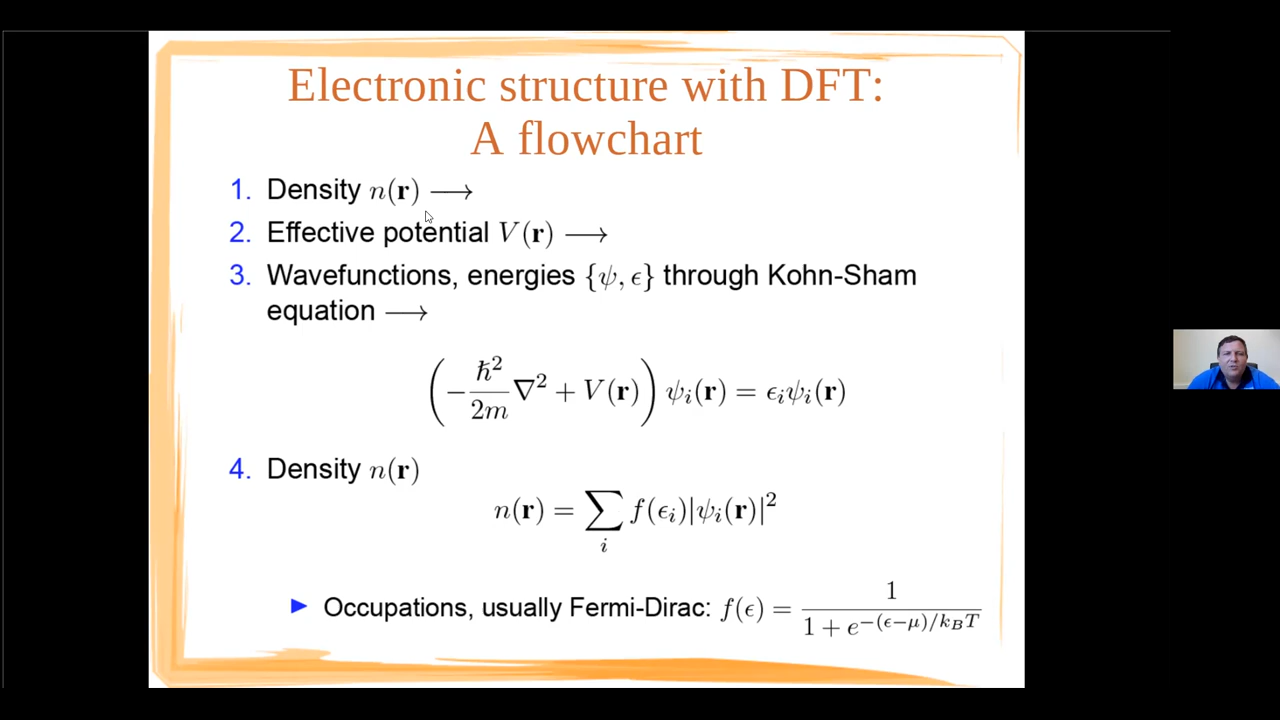 Electronic structure with DFT:
A flowchart
1. Density n(r) ⟶
2. Effective potential V(r) ⟶
3. Wavefunctions, energies {ψ, ϵ} through Kohn-Sham
equation ⟶
(−ħ²/2m ∇² + V(r)) ψᵢ(r) = ϵᵢψᵢ(r)
4. Density n(r)
n(r) = ∑ᵢ f(ϵᵢ)|ψᵢ(r)|²
► Occupations, usually Fermi-Dirac: f(ϵ) = 1/(1 + e^{−(ϵ−μ)/k_BT})